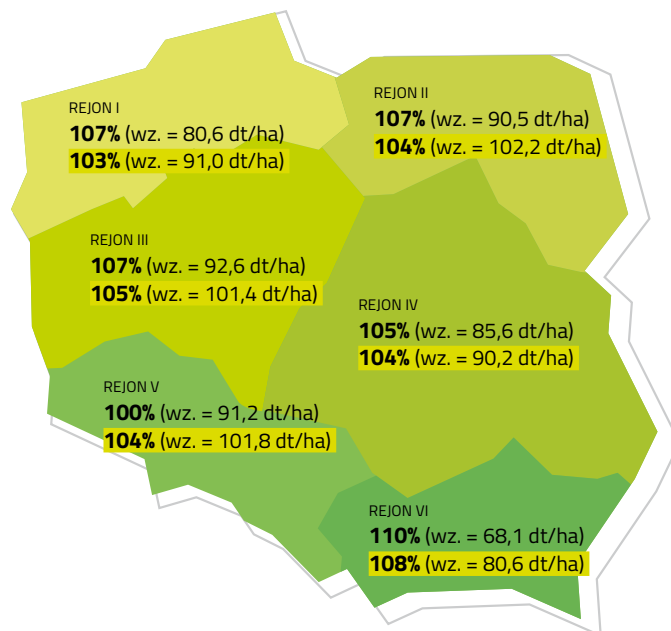 REJON I
107% (wz. = 80,6 dt/ha)
103% (wz. = 91,0 dt/ha)
REJON II
107% (wz. = 90,5 dt/ha)
104% (wz. = 102,2 dt/ha)
REJON III
107% (wz. = 92,6 dt/ha)
105% (wz. = 101,4 dt/ha)
REJON IV
105% (wz. = 85,6 dt/ha)
104% (wz. = 90,2 dt/ha)
REJON V
100% (wz. = 91,2 dt/ha)
104% (wz. = 101,8 dt/ha)
REJON VI
110% (wz. = 68,1 dt/ha)
108% (wz. = 80,6 dt/ha)